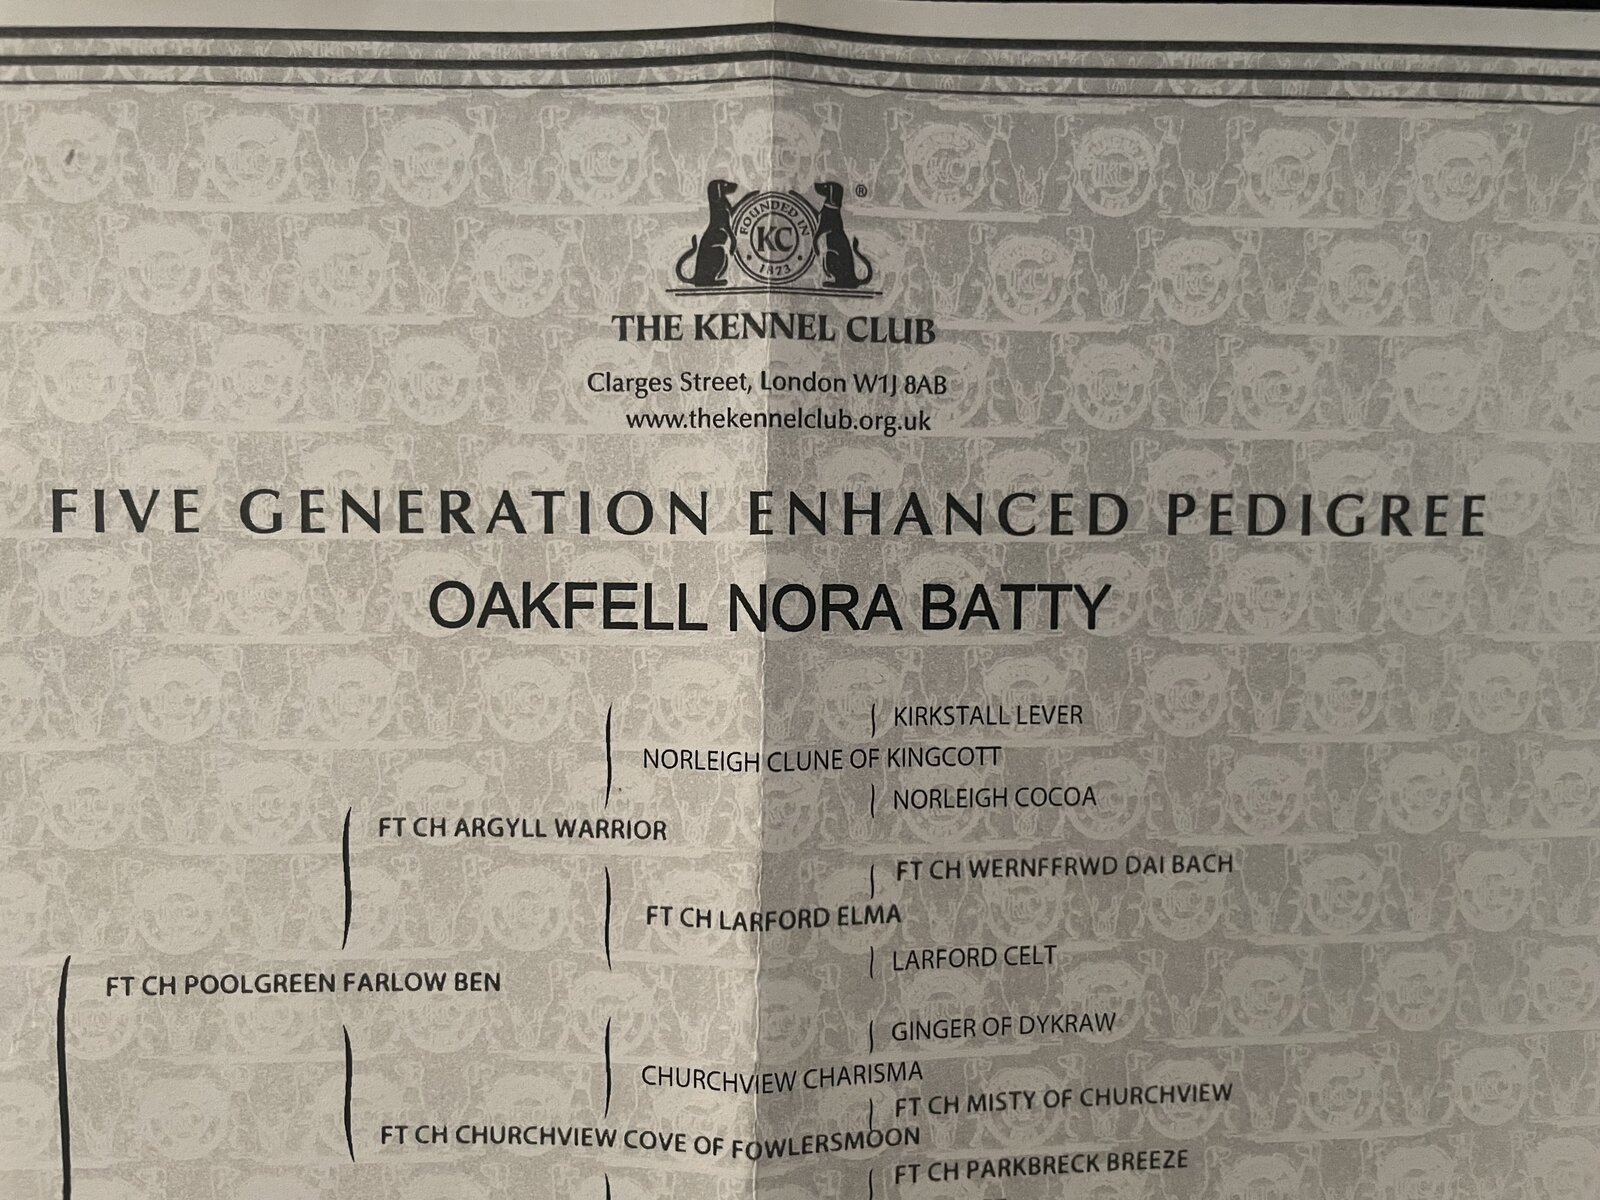 FOUNDED IN
KC
1873
®
THE KENNEL CLUB
Clarges Street, London W1J 8AB
www.thekennelclub.org.uk
FIVE GENERATION ENHANCED PEDIGREE
OAKFELL NORA BATTY
KIRKSTALL LEVER
NORLEIGH CLUNE OF KINGCOTT
NORLEIGH COCOA
FT CH ARGYLL WARRIOR
FT CH WERNFFRWD DAI BACH
FT CH LARFORD ELMA
LARFORD CELT
FT CH POOLGREEN FARLOW BEN
GINGER OF DYKRAW
CHURCHVIEW CHARISMA
FT CH MISTY OF CHURCHVIEW
FT CH CHURCHVIEW COVE OF FOWLERSMOON
FT CH PARKBRECK BREEZE